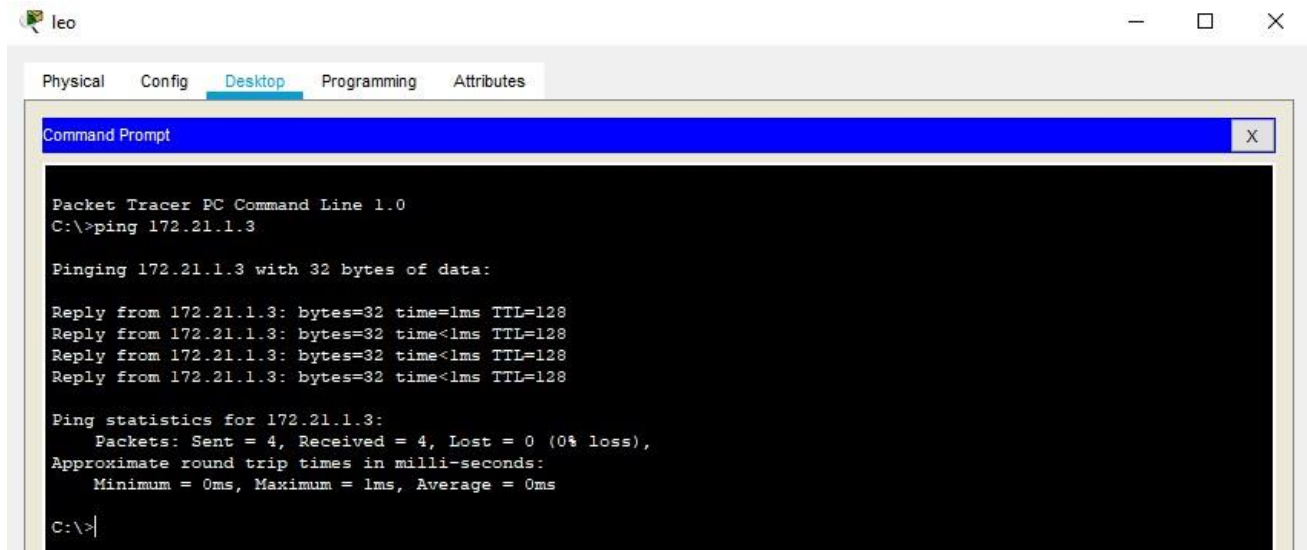 leo
Physical Config Desktop Programming Attributes
Command Prompt
X
Packet Tracer PC Command Line 1.0
C:\>ping 172.21.1.3
Pinging 172.21.1.3 with 32 bytes of data:
Reply from 172.21.1.3: bytes=32 time=1ms TTL=128
Reply from 172.21.1.3: bytes=32 time<1ms TTL=128
Reply from 172.21.1.3: bytes=32 time<1ms TTL=128
Reply from 172.21.1.3: bytes=32 time<1ms TTL=128
Ping statistics for 172.21.1.3:
Packets: Sent = 4, Received = 4, Lost = 0 (0% loss),
Approximate round trip times in milli-seconds:
Minimum = 0ms, Maximum = 1ms, Average = 0ms
C:\>